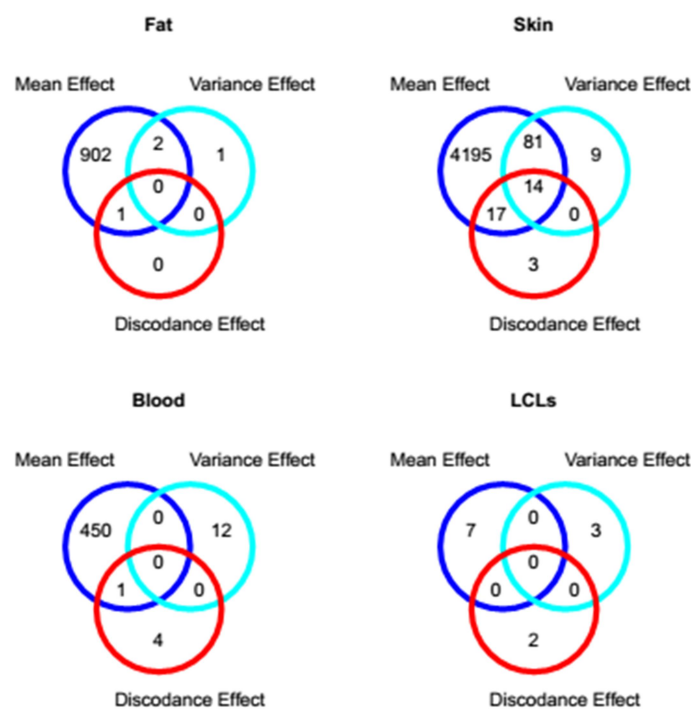 Fat
Mean Effect Variance Effect
902 2 1
0
1 0
0
Discodance Effect
Skin
Mean Effect Variance Effect
4195 81 9
14
17 0
3
Discodance Effect
Blood
Mean Effect Variance Effect
450 0 12
0
1 0
4
Discodance Effect
LCLs
Mean Effect Variance Effect
7 0 3
0
0 0
2
Discodance Effect